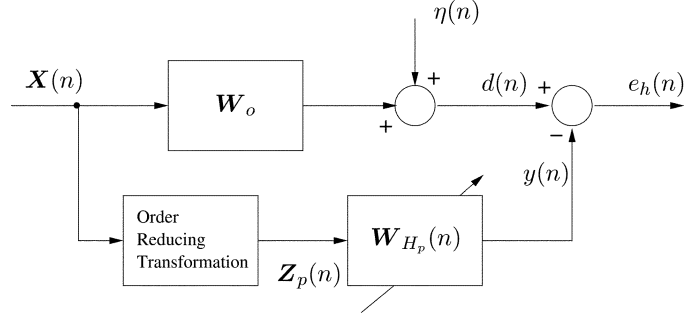 η(n)
X(n)
W_o
+
+
d(n)
+
−
e_h(n)
y(n)
Order
Reducing
Transformation
Z_p(n)
W_{H_p}(n)